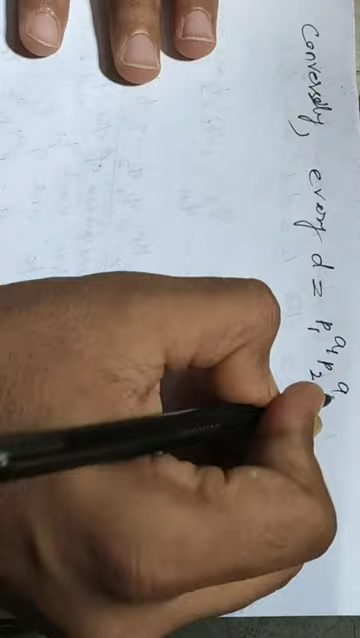 Conversely, every d = p₁^{a₁} p₂^{a